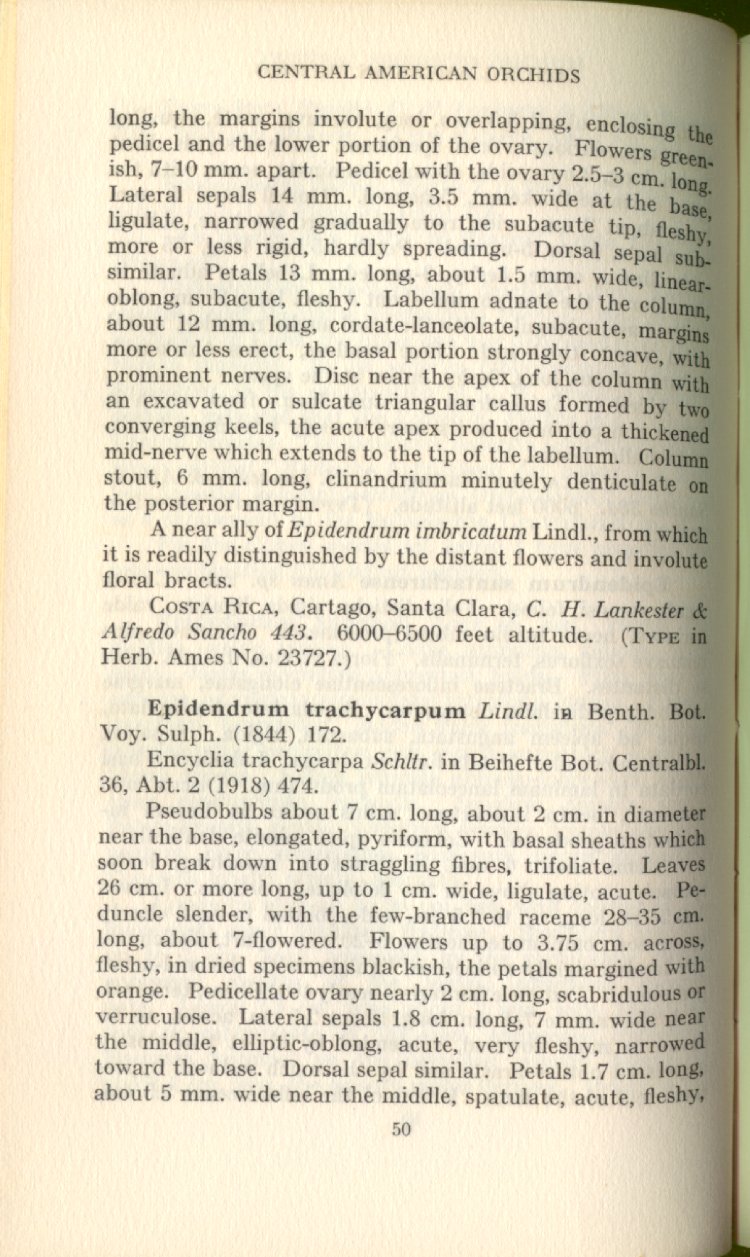 CENTRAL AMERICAN ORCHIDS
long, the margins involute or overlapping, enclosing the
pedicel and the lower portion of the ovary. Flowers green-
ish, 7–10 mm. apart. Pedicel with the ovary 2.5–3 cm. long.
Lateral sepals 14 mm. long, 3.5 mm. wide at the base,
ligulate, narrowed gradually to the subacute tip, fleshy,
more or less rigid, hardly spreading. Dorsal sepal sub-
similar. Petals 13 mm. long, about 1.5 mm. wide, linear-
oblong, subacute, fleshy. Labellum adnate to the column,
about 12 mm. long, cordate-lanceolate, subacute, margins
more or less erect, the basal portion strongly concave, with
prominent nerves. Disc near the apex of the column with
an excavated or sulcate triangular callus formed by two
converging keels, the acute apex produced into a thickened
mid-nerve which extends to the tip of the labellum. Column
stout, 6 mm. long, clinandrium minutely denticulate on
the posterior margin.
A near ally of Epidendrum imbricatum Lindl., from which
it is readily distinguished by the distant flowers and involute
floral bracts.
COSTA RICA, Cartago, Santa Clara, C. H. Lankester &
Alfredo Sancho 443. 6000–6500 feet altitude. (TYPE in
Herb. Ames No. 23727.)
Epidendrum trachycarpum Lindl. in Benth. Bot.
Voy. Sulph. (1844) 172.
Encyclia trachycarpa Schltr. in Beihefte Bot. Centralbl.
36, Abt. 2 (1918) 474.
Pseudobulbs about 7 cm. long, about 2 cm. in diameter
near the base, elongated, pyriform, with basal sheaths which
soon break down into straggling fibres, trifoliate. Leaves
26 cm. or more long, up to 1 cm. wide, ligulate, acute. Pe-
duncle slender, with the few-branched raceme 28–35 cm.
long, about 7-flowered. Flowers up to 3.75 cm. across,
fleshy, in dried specimens blackish, the petals margined with
orange. Pedicellate ovary nearly 2 cm. long, scabridulous or
verruculose. Lateral sepals 1.8 cm. long, 7 mm. wide near
the middle, elliptic-oblong, acute, very fleshy, narrowed
toward the base. Dorsal sepal similar. Petals 1.7 cm. long,
about 5 mm. wide near the middle, spatulate, acute, fleshy,
50